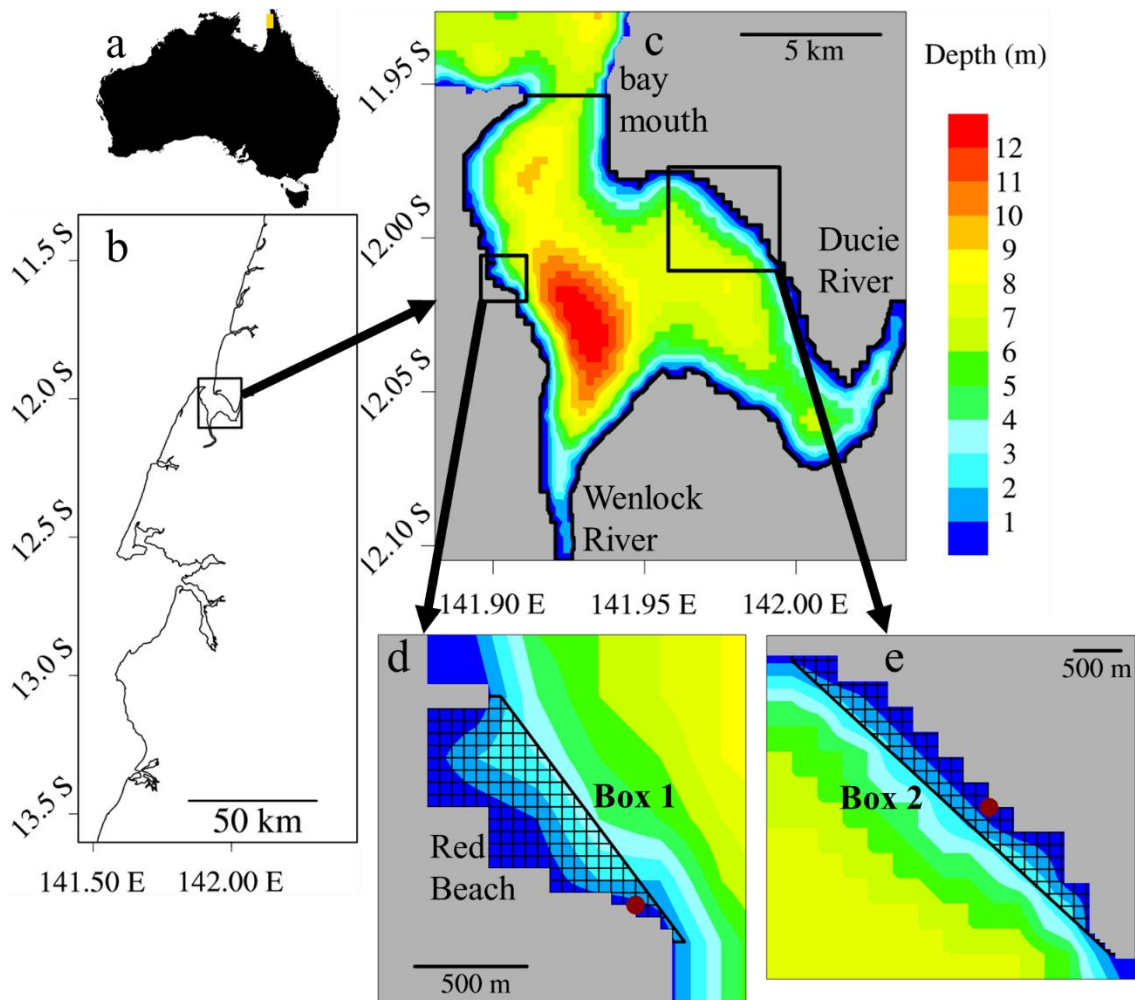 a
b
11.5 S
12.0 S
12.5 S
13.0 S
13.5 S
50 km
141.50 E
142.00 E
c
5 km
bay
mouth
11.95 S
12.00 S
12.05 S
12.10 S
Ducie
River
Wenlock
River
141.90 E
141.95 E
142.00 E
Depth (m)
12
11
10
9
8
7
6
5
4
3
2
1
d
Box 1
Red
Beach
500 m
e
500 m
Box 2